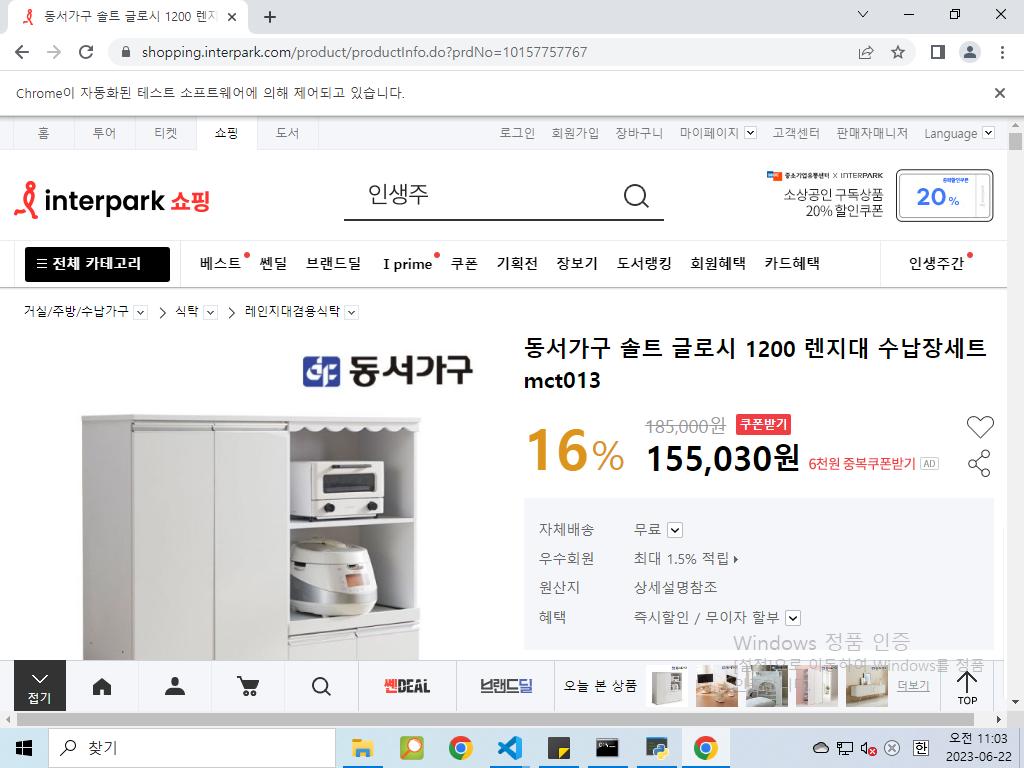 동서가구 솔트 글로시 1200 렌지
shopping.interpark.com/product/productInfo.do?prdNo=10157757767
Chrome이 자동화된 테스트 소프트웨어에 의해 제어되고 있습니다.
홈 투어 티켓 쇼핑 도서 로그인 회원가입 장바구니 마이페이지 고객센터 판매자매니저 Language
interpark 쇼핑 인생주
중소기업유통센터 X INTERPARK
소상공인 구독상품
20% 할인쿠폰
20%
전체 카테고리 베스트 쎈딜 브랜드딜 I prime 쿠폰 기획전 장보기 도서랭킹 회원혜택 카드혜택 인생주간
거실/주방/수납가구 식탁 레인지대겸용식탁
동서가구
동서가구 솔트 글로시 1200 렌지대 수납장세트
mct013
16% 185,000원 쿠폰받기
155,030원 6천원 중복쿠폰받기 AD
자체배송 무료
우수회원 최대 1.5% 적립
원산지 상세설명참조
혜택 즉시할인 / 무이자 할부
Windows 정품 인증
[설정]으로 이동하여 Windows를 정품
접기 쎈DEAL 브랜드딜 오늘 본 상품 더보기 TOP
찾기
한
오전 11:03
2023-06-22